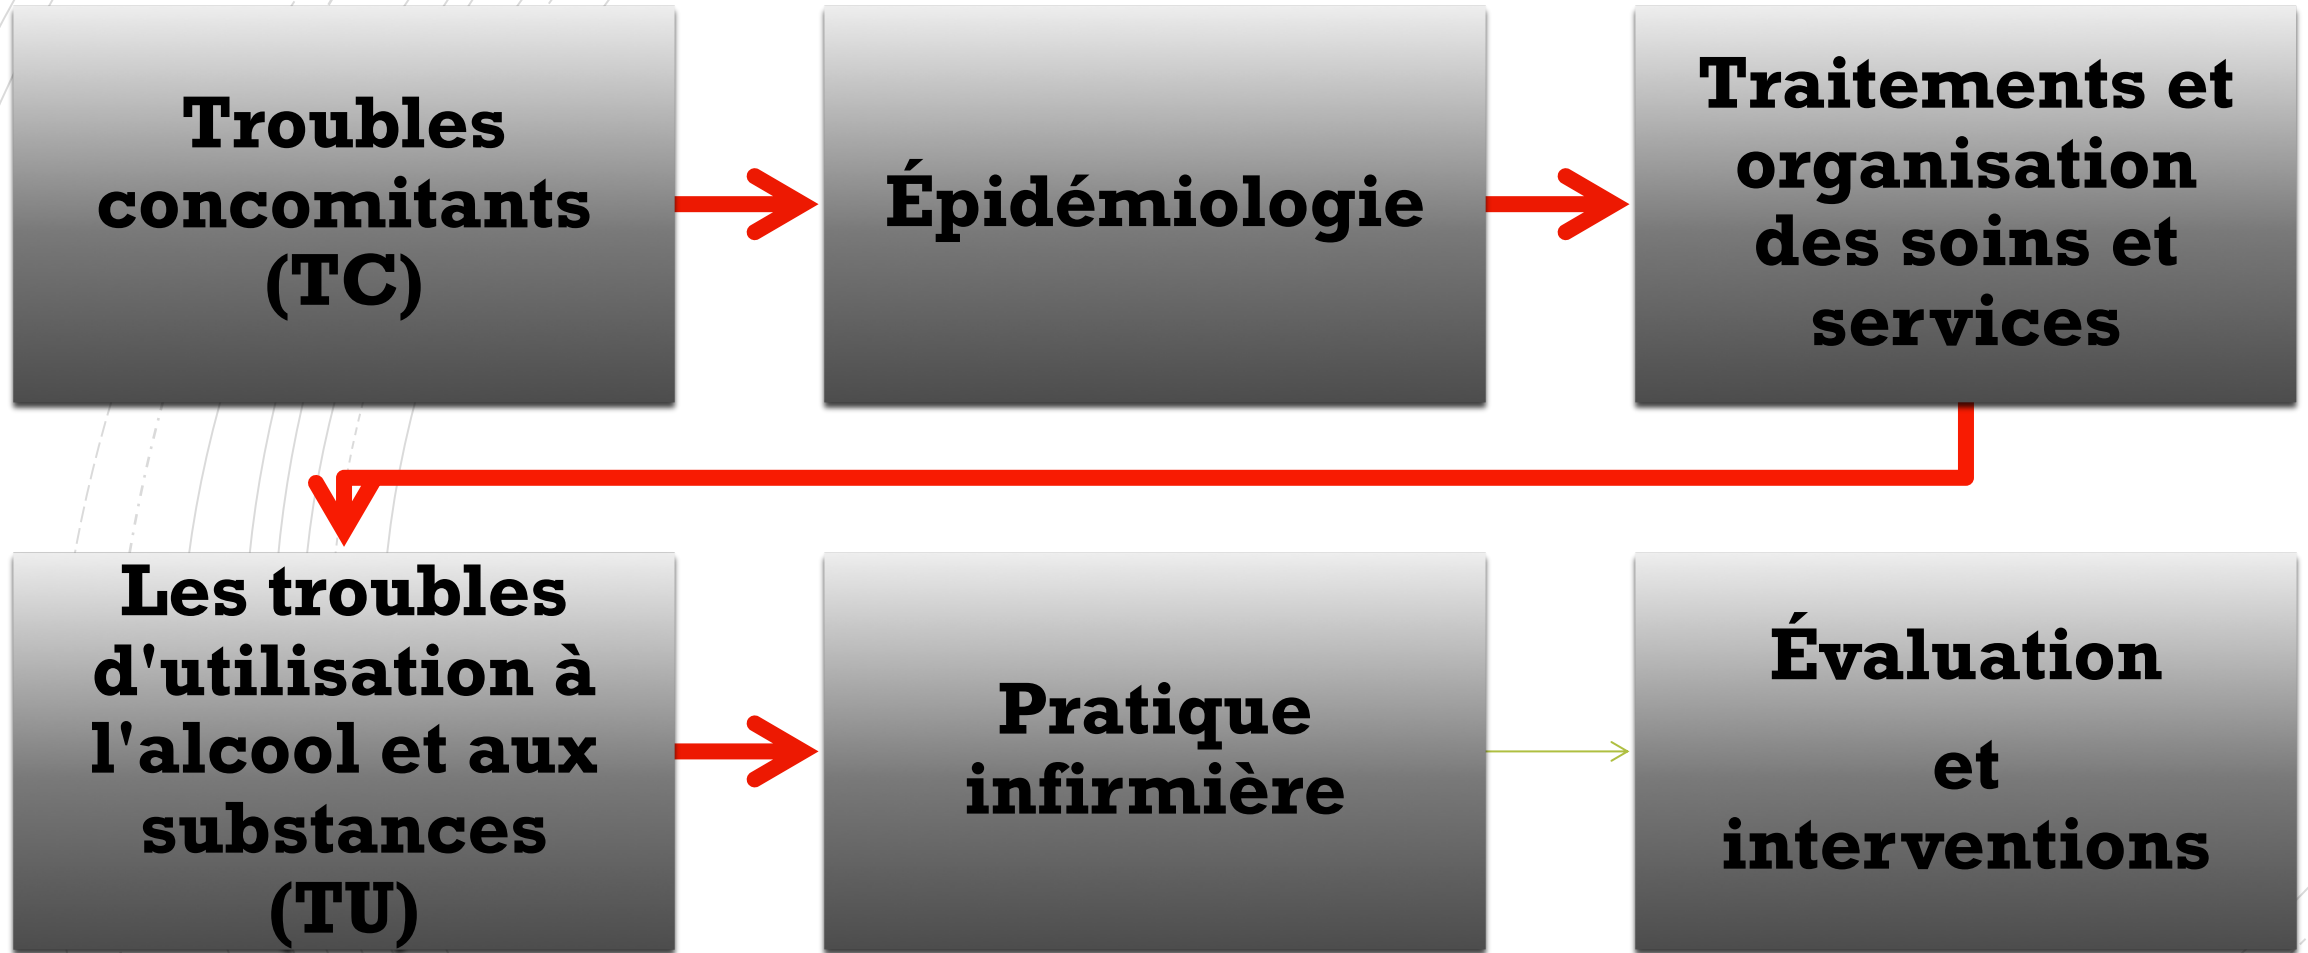 Troubles
concomitants
(TC)
Épidémiologie
Traitements et
organisation
des soins et
services
Les troubles
d'utilisation à
l'alcool et aux
substances
(TU)
Pratique
infirmière
Évaluation
et
interventions